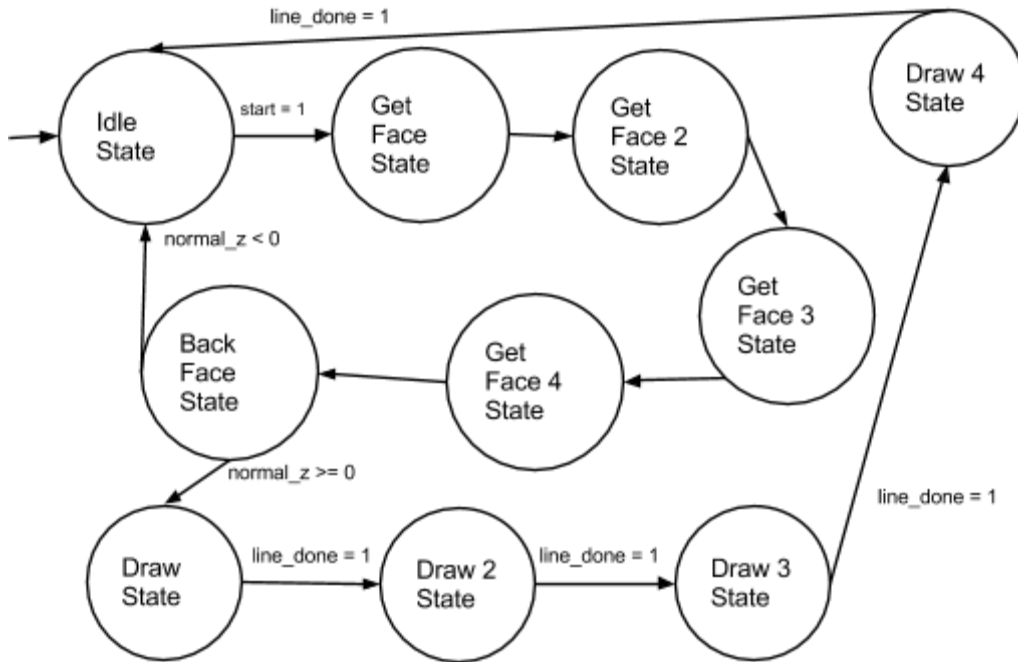 line_done = 1
Idle
State
start = 1
Get
Face
State
Get
Face 2
State
Draw 4
State
normal_z < 0
Get
Face 3
State
Back
Face
State
Get
Face 4
State
normal_z >= 0
line_done = 1
Draw
State
line_done = 1
Draw 2
State
line_done = 1
Draw 3
State